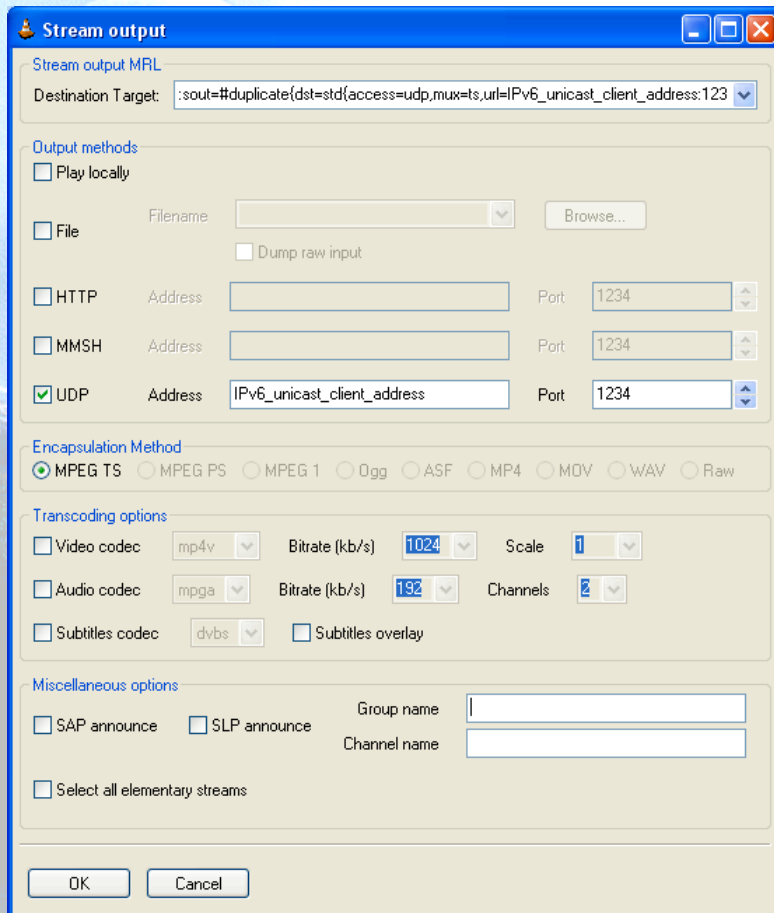 Stream output
Stream output MRL
Destination Target: :sout=#duplicate{dst=std{access=udp,mux=ts,url=IPv6_unicast_client_address:123
Output methods
Play locally
File Filename Browse...
Dump raw input
HTTP Address Port 1234
MMSH Address Port 1234
UDP Address IPv6_unicast_client_address Port 1234
Encapsulation Method
MPEG TS MPEG PS MPEG 1 Ogg ASF MP4 MOV WAV Raw
Transcoding options
Video codec mp4v Bitrate (kb/s) 1024 Scale 1
Audio codec mpga Bitrate (kb/s) 192 Channels 2
Subtitles codec dvbs Subtitles overlay
Miscellaneous options
SAP announce SLP announce Group name
Channel name
Select all elementary streams
OK Cancel